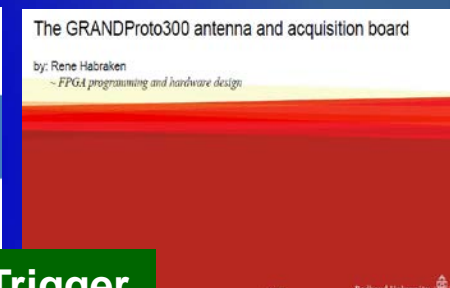 The GRANDProto300 antenna and acquisition board
by: Rene Habraken
~ FPGA programming and hardware design
Trigger